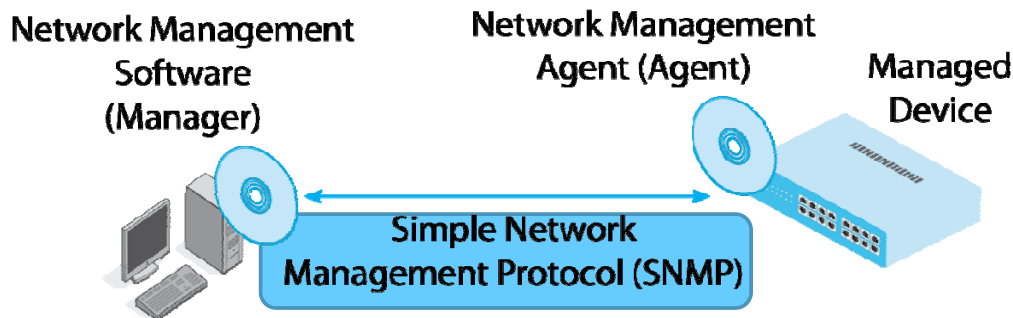 Network Management
Software
(Manager)
Network Management
Agent (Agent)
Managed
Device
Simple Network
Management Protocol (SNMP)